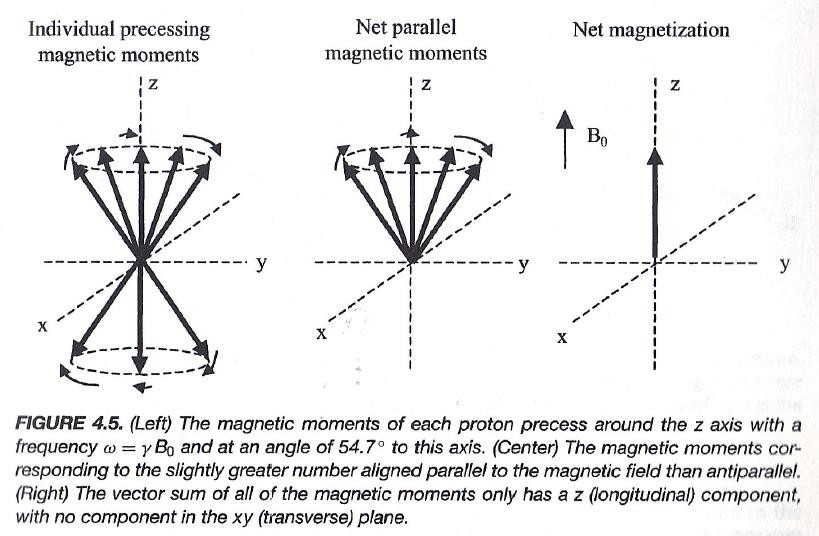 Individual precessing
magnetic moments
Net parallel
magnetic moments
Net magnetization
z
z
z
B₀
y
y
y
x
x
x
FIGURE 4.5. (Left) The magnetic moments of each proton precess around the z axis with a
frequency ω = γB₀ and at an angle of 54.7° to this axis. (Center) The magnetic moments cor-
responding to the slightly greater number aligned parallel to the magnetic field than antiparallel.
(Right) The vector sum of all of the magnetic moments only has a z (longitudinal) component,
with no component in the xy (transverse) plane.